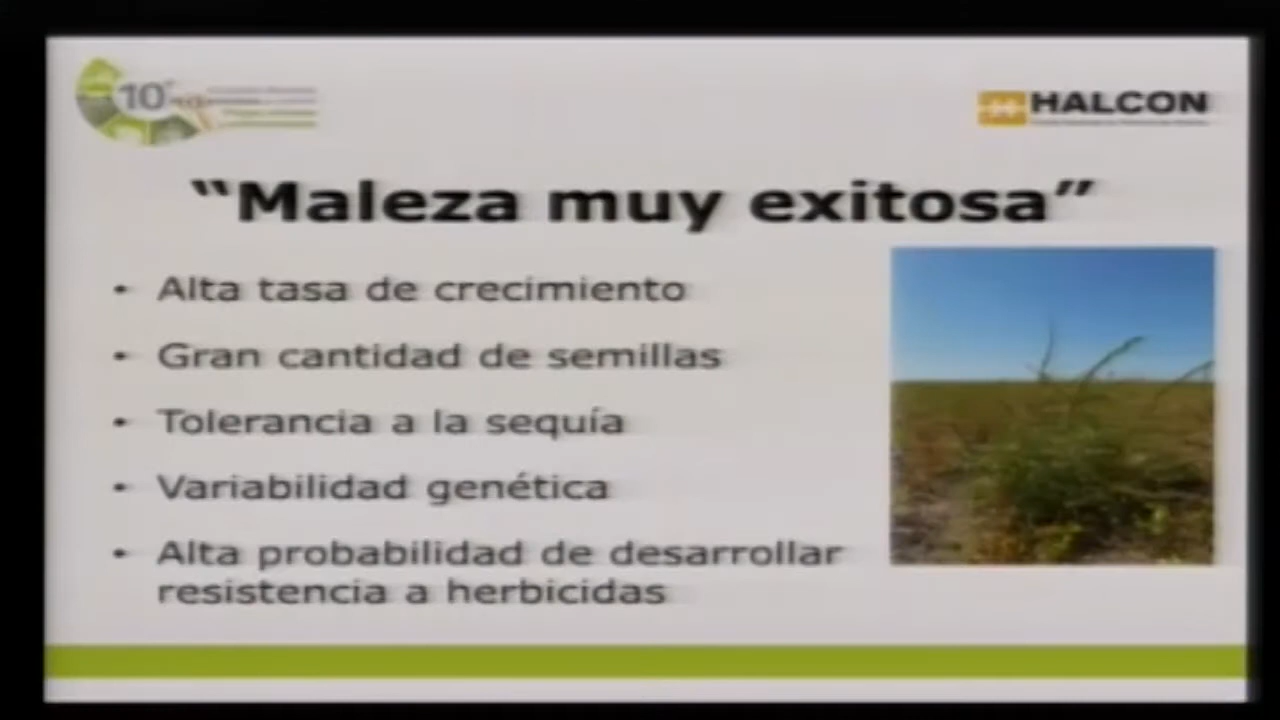 10
HALCON
“Maleza muy exitosa”
• Alta tasa de crecimiento
• Gran cantidad de semillas
• Tolerancia a la sequía
• Variabilidad genética
• Alta probabilidad de desarrollar
resistencia a herbicidas